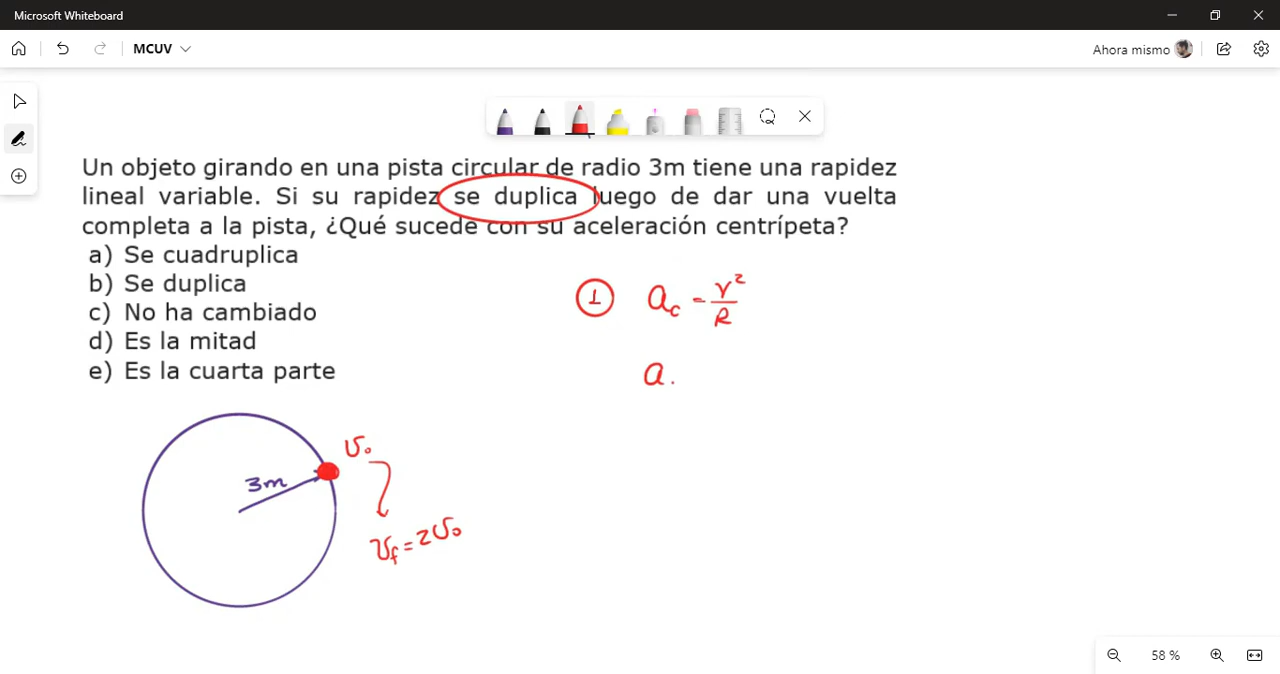 Microsoft Whiteboard
MCUV
Ahora mismo
Un objeto girando en una pista circular de radio 3m tiene una rapidez
lineal variable. Si su rapidez se duplica luego de dar una vuelta
completa a la pista, ¿Qué sucede con su aceleración centrípeta?
a) Se cuadruplica
b) Se duplica
c) No ha cambiado
d) Es la mitad
e) Es la cuarta parte
1 a_c = v²/R
a.
v₀
3m
v_f = 2v₀
58 %